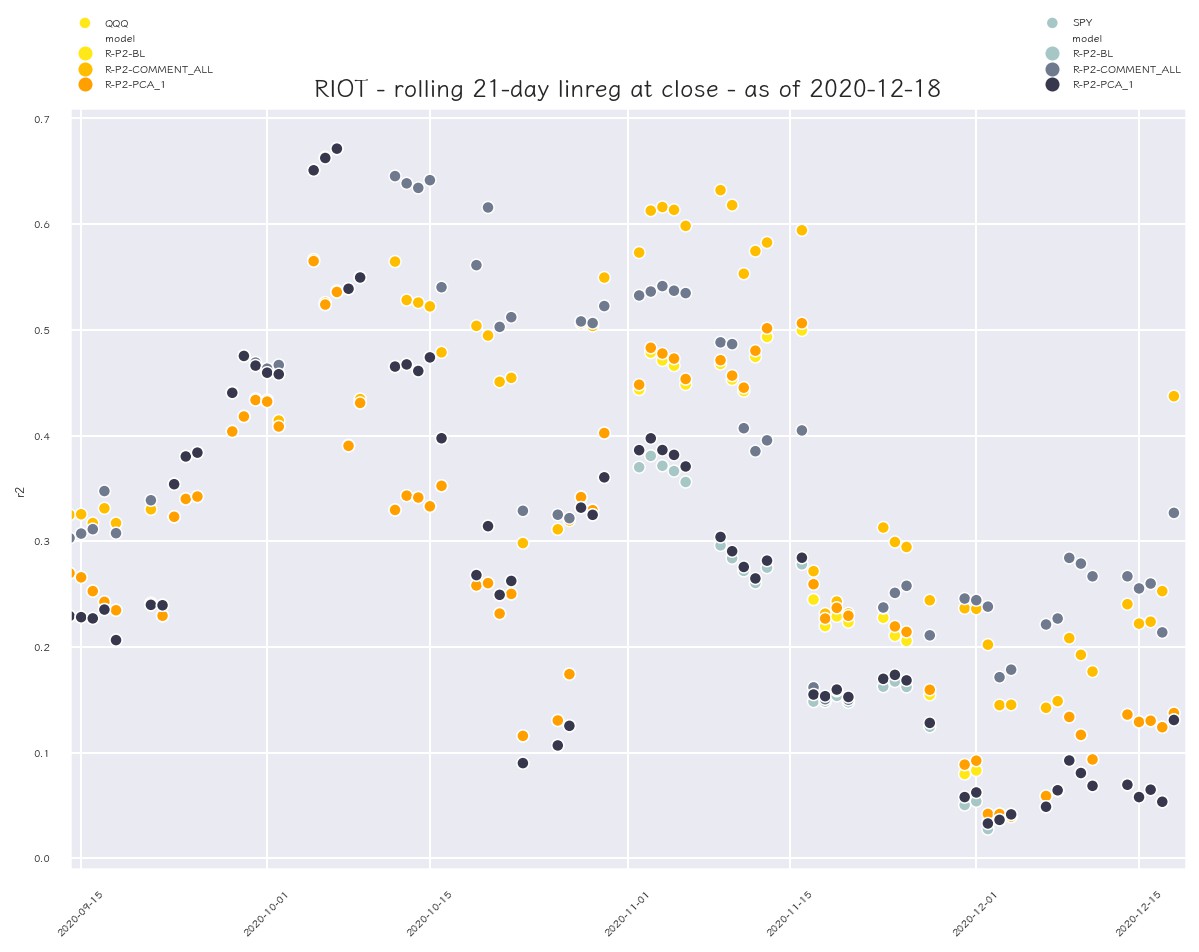 QQQ
model
R-P2-BL
R-P2-COMMENT_ALL
R-P2-PCA_1
SPY
model
R-P2-BL
R-P2-COMMENT_ALL
R-P2-PCA_1
RIOT - rolling 21-day linreg at close - as of 2020-12-18
0.7
0.6
0.5
0.4
0.3
0.2
0.1
0.0
r2
2020-09-15
2020-10-01
2020-10-15
2020-11-01
2020-11-15
2020-12-01
2020-12-15